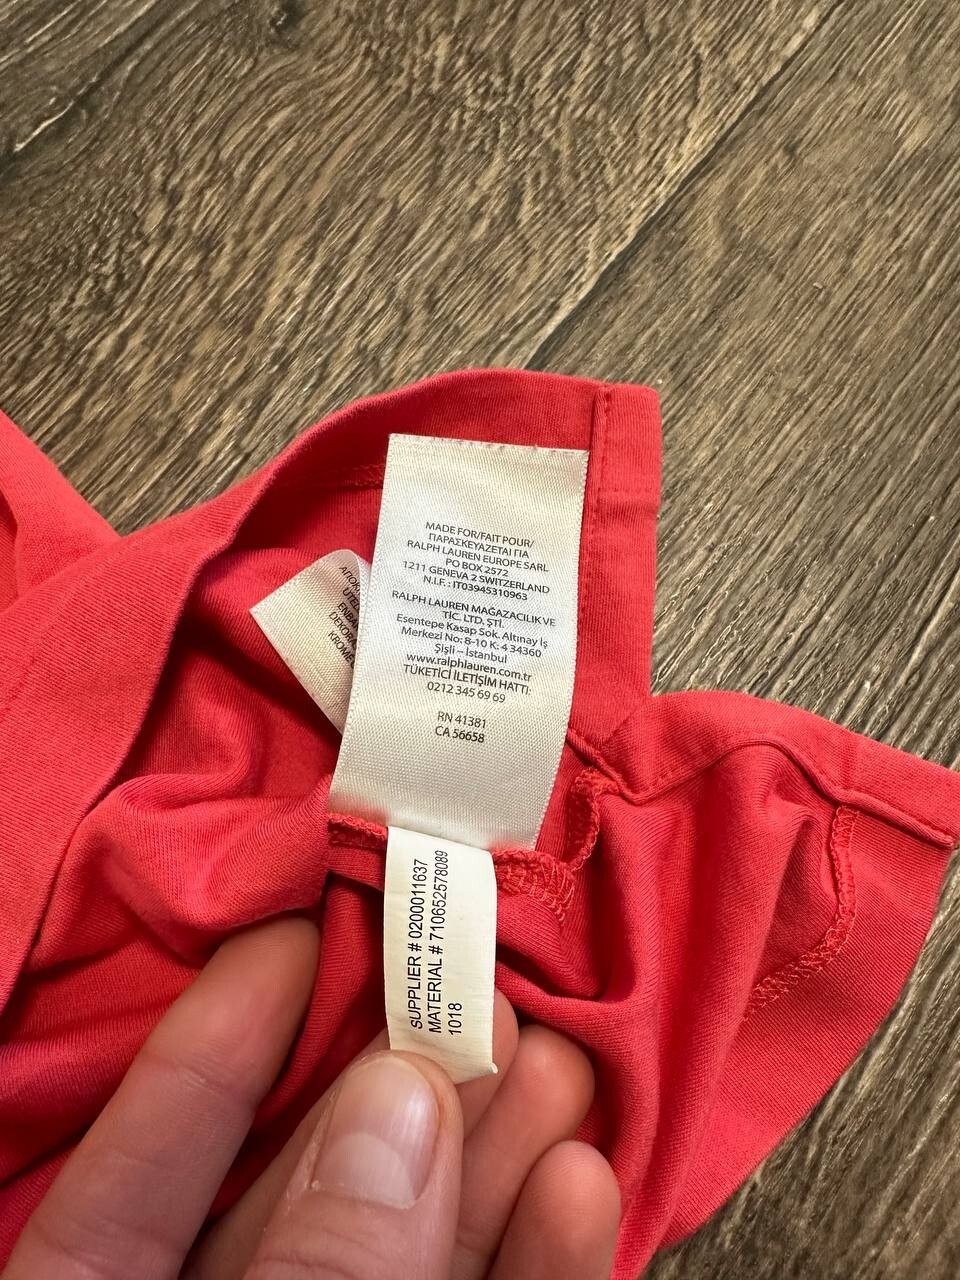 MADE FOR/FAIT POUR/
ΠΑΡΑΣΚΕΥΑΖΕΤΑΙ ΓΙΑ
RALPH LAUREN EUROPE SARL
PO BOX 2572
1211 GENEVA 2 SWITZERLAND
N.I.F. : IT03945310963
RALPH LAUREN MAĞAZACILIK VE
TİC. LTD. ŞTİ.
Esentepe Kasap Sok. Altınay İş
Merkezi No: 8-10 K: 4 34360
Şişli – İstanbul
www.ralphlauren.com.tr
TÜKETİCİ İLETİŞİM HATTI:
0212 345 69 69
RN 41381
CA 56658
SUPPLIER # 0200011637
MATERIAL # 710652578089
1018